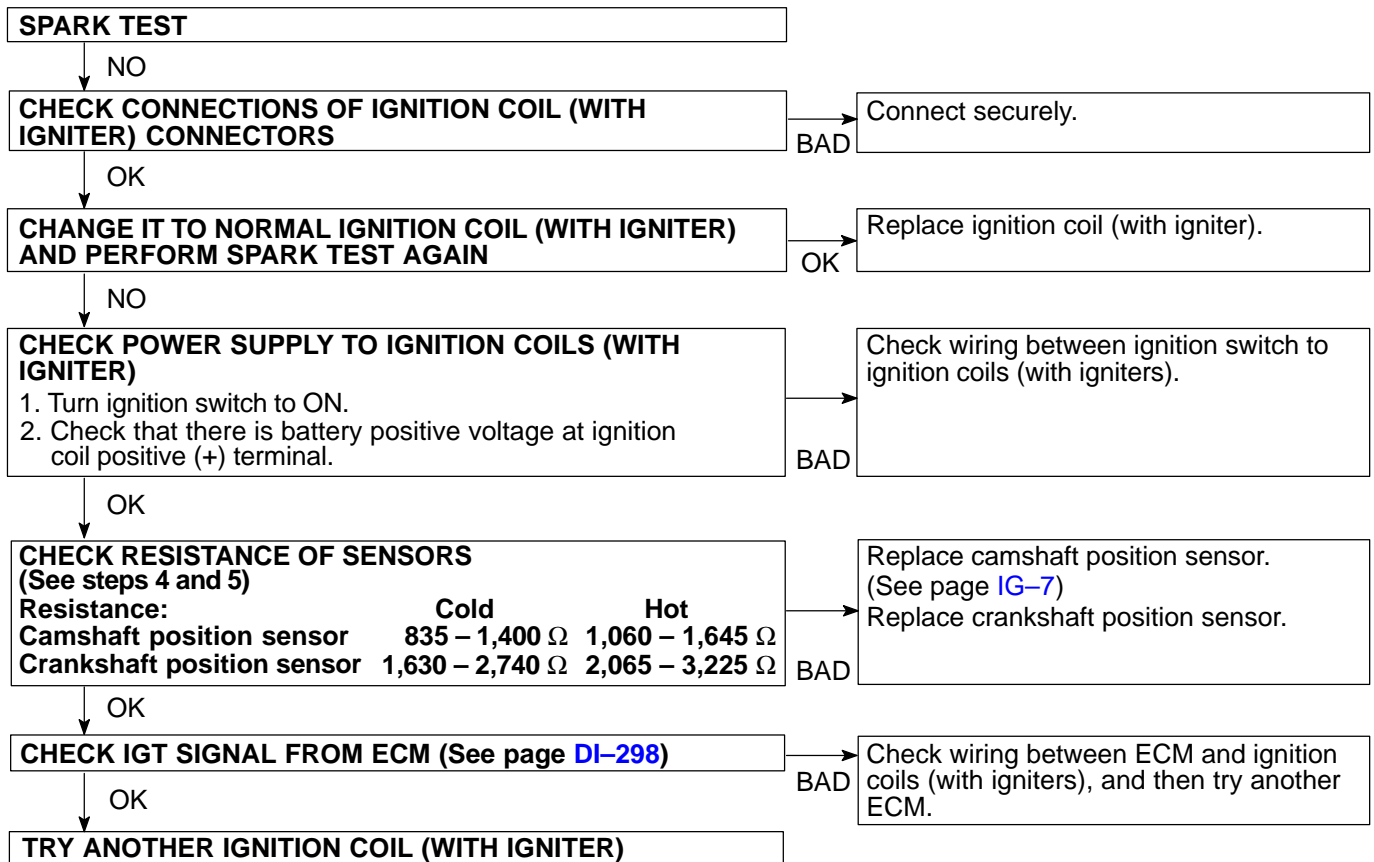 SPARK TEST
NO
CHECK CONNECTIONS OF IGNITION COIL (WITH
IGNITER) CONNECTORS
BAD
Connect securely.
OK
CHANGE IT TO NORMAL IGNITION COIL (WITH IGNITER)
AND PERFORM SPARK TEST AGAIN
OK
Replace ignition coil (with igniter).
NO
CHECK POWER SUPPLY TO IGNITION COILS (WITH
IGNITER)
1. Turn ignition switch to ON.
2. Check that there is battery positive voltage at ignition
coil positive (+) terminal.
BAD
Check wiring between ignition switch to
ignition coils (with igniters).
OK
CHECK RESISTANCE OF SENSORS
(See steps 4 and 5)
Resistance: Cold Hot
Camshaft position sensor 835 – 1,400 Ω 1,060 – 1,645 Ω
Crankshaft position sensor 1,630 – 2,740 Ω 2,065 – 3,225 Ω
BAD
Replace camshaft position sensor.
(See page IG–7)
Replace crankshaft position sensor.
OK
CHECK IGT SIGNAL FROM ECM (See page DI–298)
BAD
Check wiring between ECM and ignition
coils (with igniters), and then try another
ECM.
OK
TRY ANOTHER IGNITION COIL (WITH IGNITER)